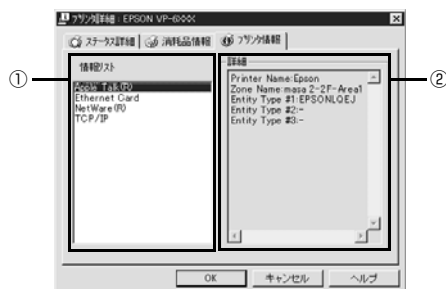 プリンタ詳細 : EPSON VP-6XXX
ステータス詳細 消耗品情報 プリンタ情報
①
情報リスト
Apple Talk(R)
Ethernet Card
NetWare(R)
TCP/IP
詳細
②
Printer Name:Epson
Zone Name:masa 2-2F-Area1
Entity Type #1:EPSONLQEJ
Entity Type #2:-
Entity Type #3:-
OK キャンセル ヘルプ